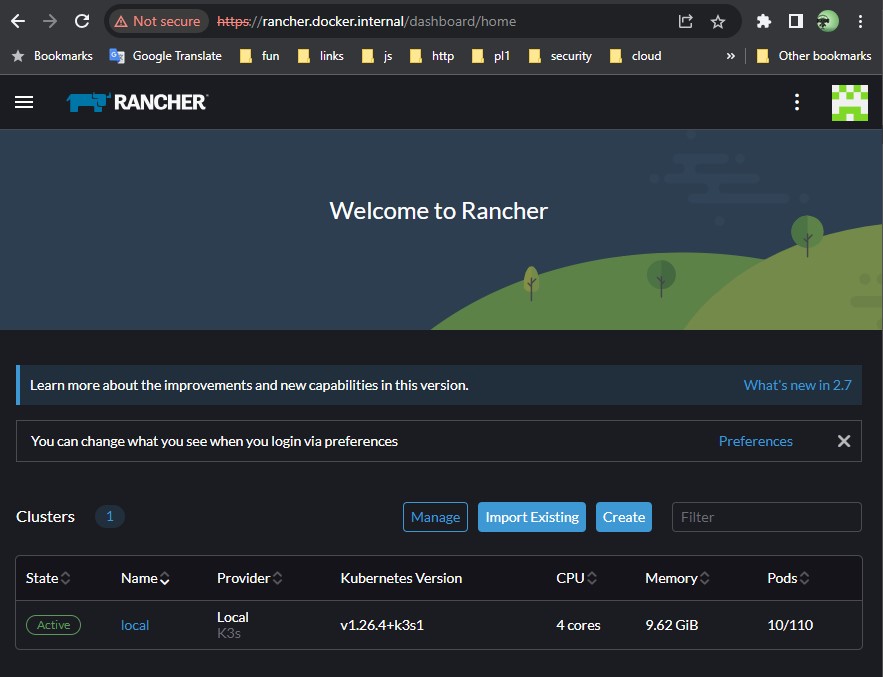 Not secure https://rancher.docker.internal/dashboard/home
Bookmarks Google Translate fun links js http pl1 security cloud » Other bookmarks
RANCHER
Welcome to Rancher
Learn more about the improvements and new capabilities in this version. What's new in 2.7
You can change what you see when you login via preferences Preferences
Clusters 1 Manage Import Existing Create Filter
State Name Provider Kubernetes Version CPU Memory Pods
Active local Local v1.26.4+k3s1 4 cores 9.62 GiB 10/110
K3s